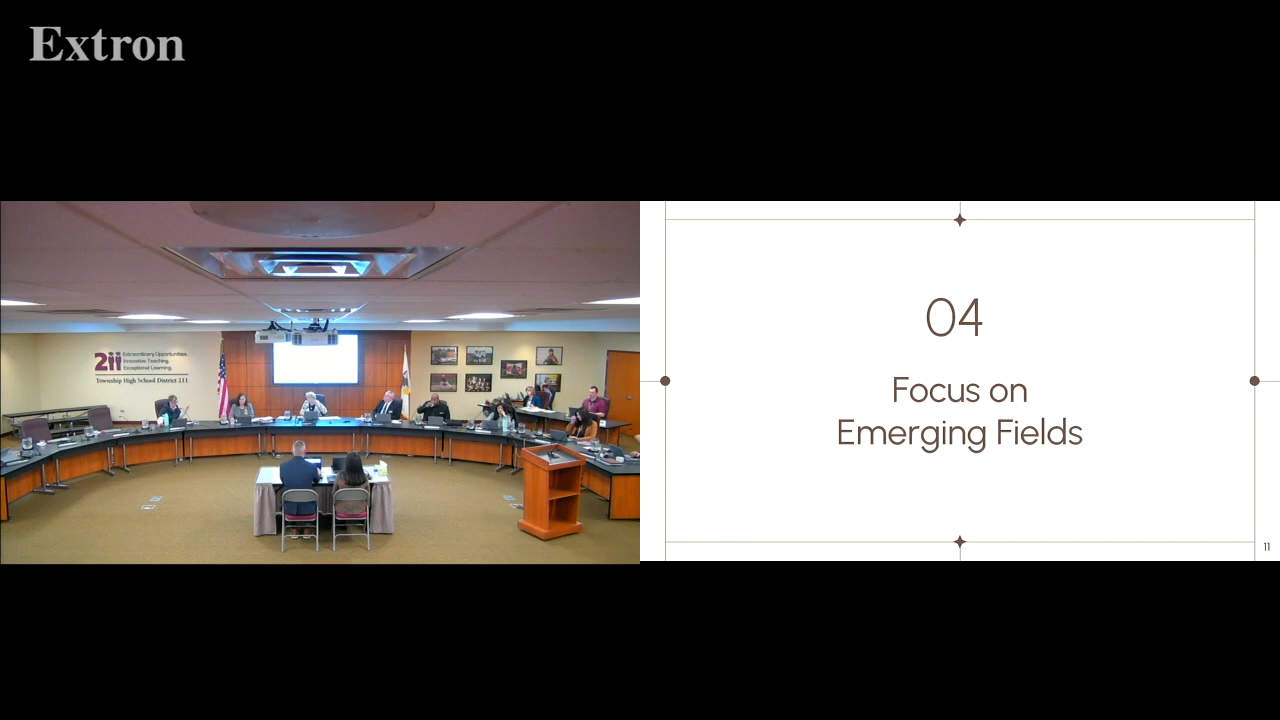 Extron
211
Extraordinary Opportunities.
Innovative Teaching.
Exceptional Learning.
Township High School District 211
04
Focus on
Emerging Fields
11